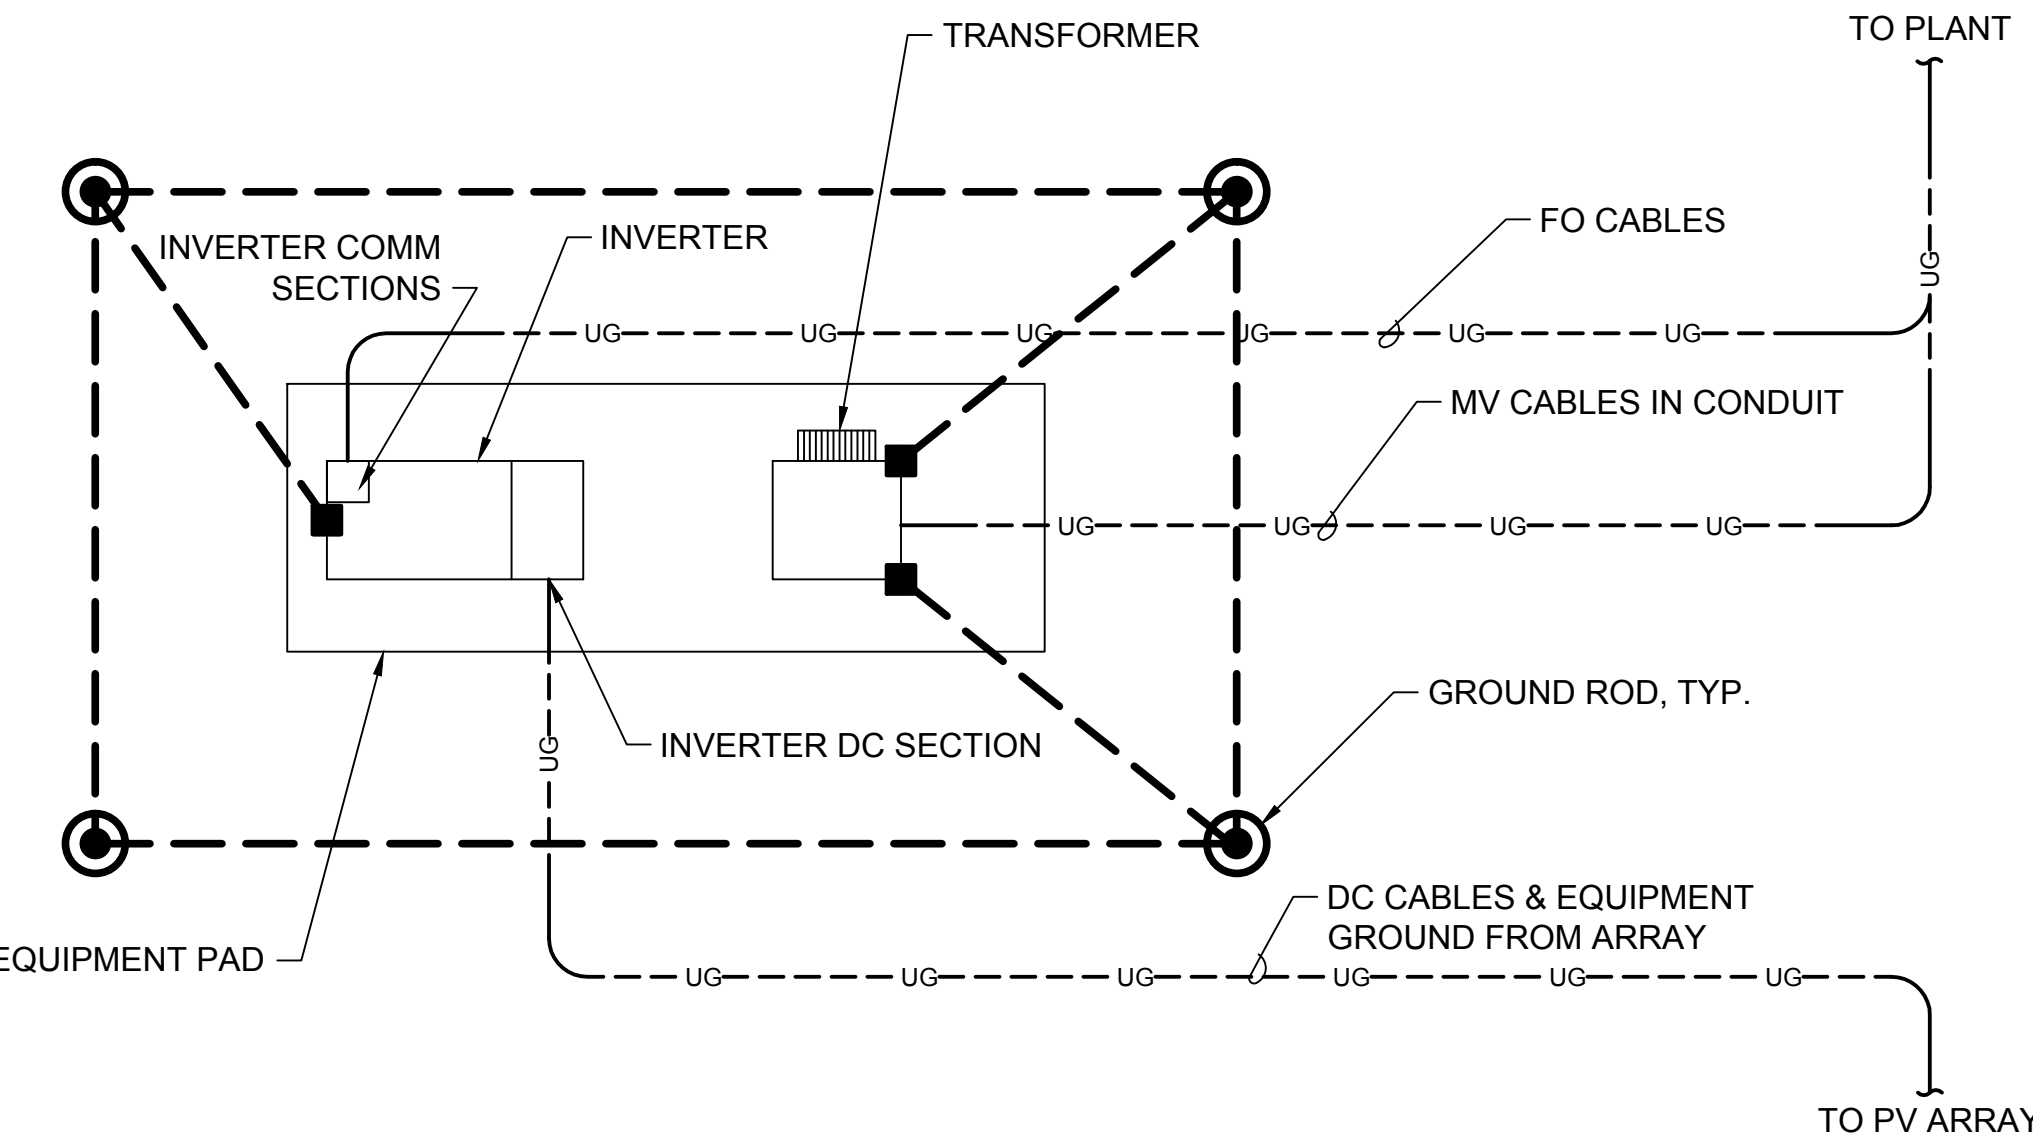 TRANSFORMER
TO PLANT
FO CABLES
INVERTER COMM
SECTIONS
INVERTER
UG
UG
UG
UG
UG
UG
UG
MV CABLES IN CONDUIT
UG
UG
UG
UG
GROUND ROD, TYP.
INVERTER DC SECTION
UG
DC CABLES & EQUIPMENT
GROUND FROM ARRAY
EQUIPMENT PAD
UG
UG
UG
UG
UG
UG
TO PV ARRAY